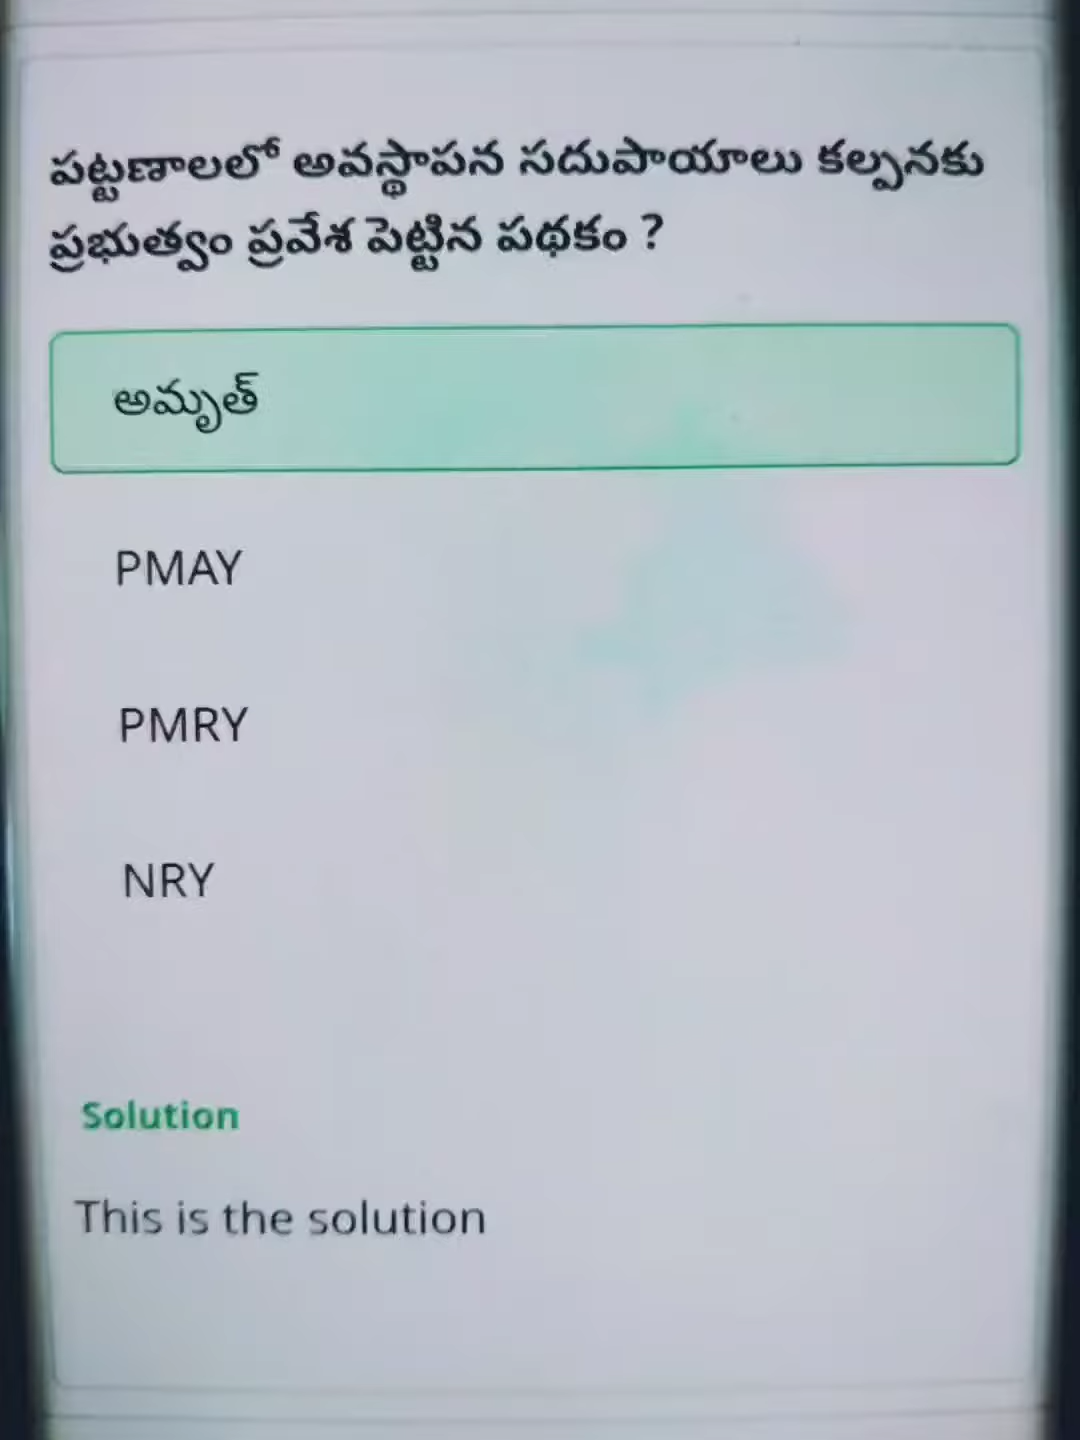 పట్టణాలలో అవస్థాపన సదుపాయాలు కల్పనకు
ప్రభుత్వం ప్రవేశ పెట్టిన పథకం ?
అమృత్
PMAY
PMRY
NRY
Solution
This is the solution